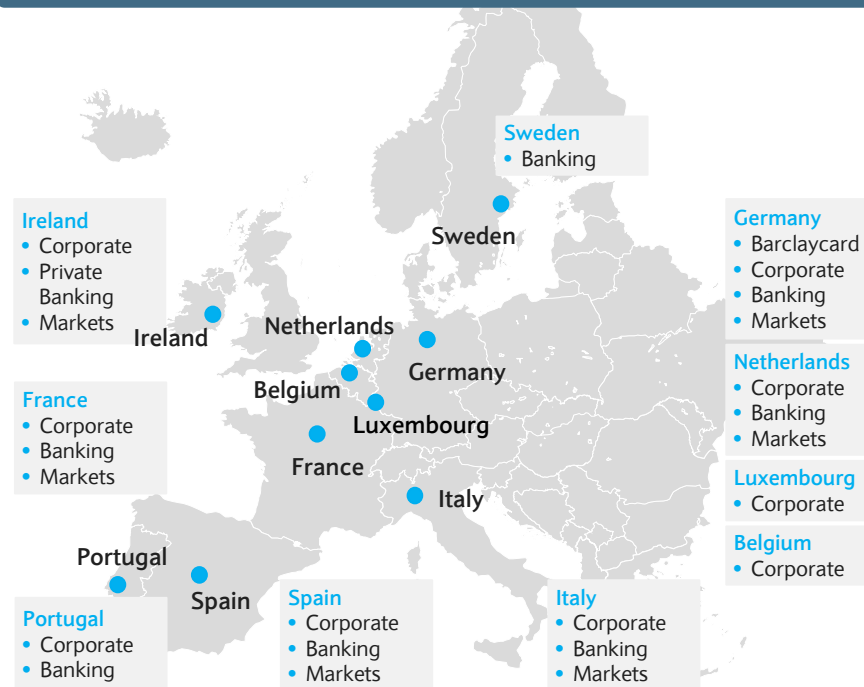 Sweden
• Banking
Sweden
Ireland
• Corporate
• Private
Banking
• Markets
Ireland
Germany
• Barclaycard
• Corporate
• Banking
• Markets
Netherlands
Germany
Belgium
Luxembourg
France
Netherlands
• Corporate
• Banking
• Markets
France
• Corporate
• Banking
• Markets
Luxembourg
• Corporate
Italy
Belgium
• Corporate
Portugal
Spain
Portugal
• Corporate
• Banking
Spain
• Corporate
• Banking
• Markets
Italy
• Corporate
• Banking
• Markets